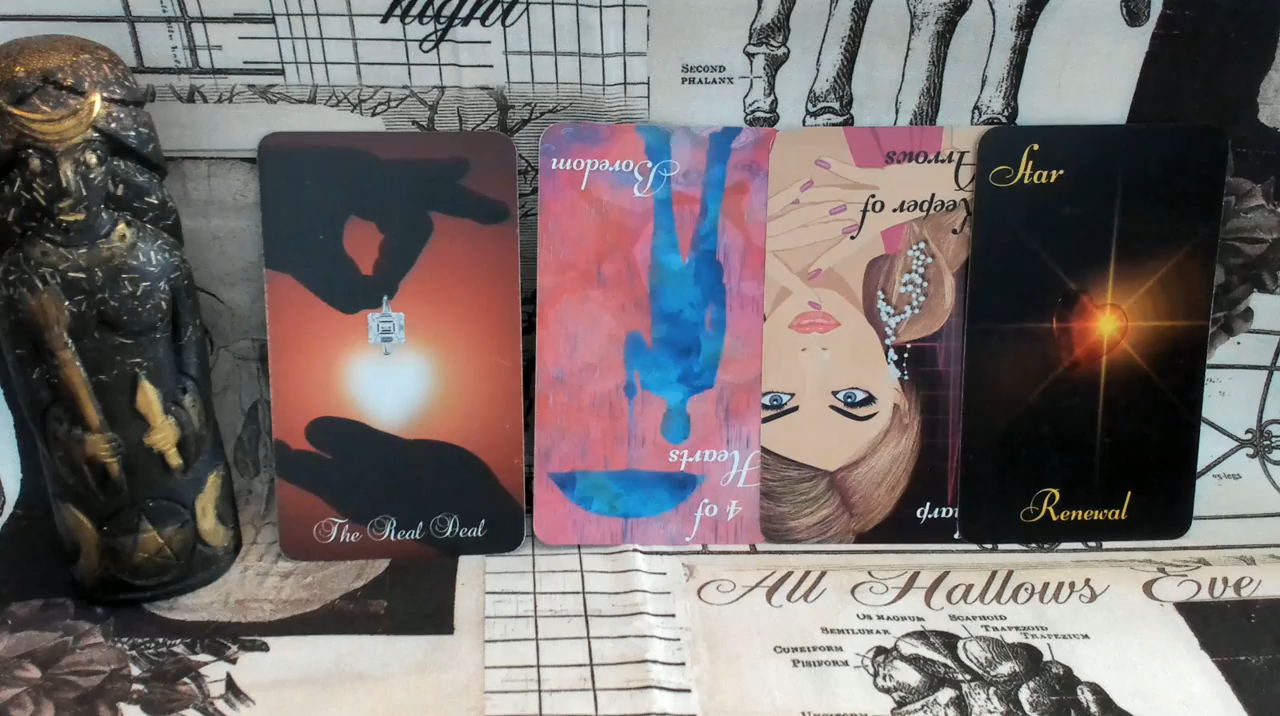 night
SECOND
PHALANX
The Real Deal
Boredom
4 of
Hearts
Keeper of
Arrows
Star
Renewal
All Hallows Eve
OS MAGNUM
SCAPHOID
SEMILUNAR
TRAPEZOID
TRAPEZIUM
CUNEIFORM
PISIFORM